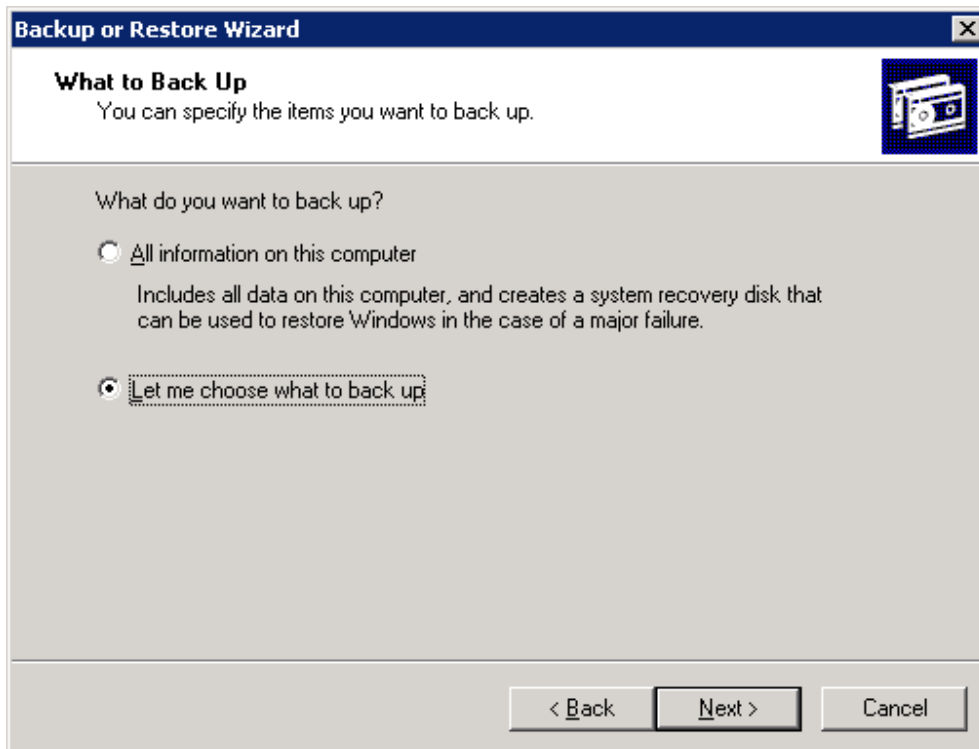 Backup or Restore Wizard
What to Back Up
You can specify the items you want to back up.
What do you want to back up?
All information on this computer
Includes all data on this computer, and creates a system recovery disk that
can be used to restore Windows in the case of a major failure.
Let me choose what to back up
< Back Next > Cancel